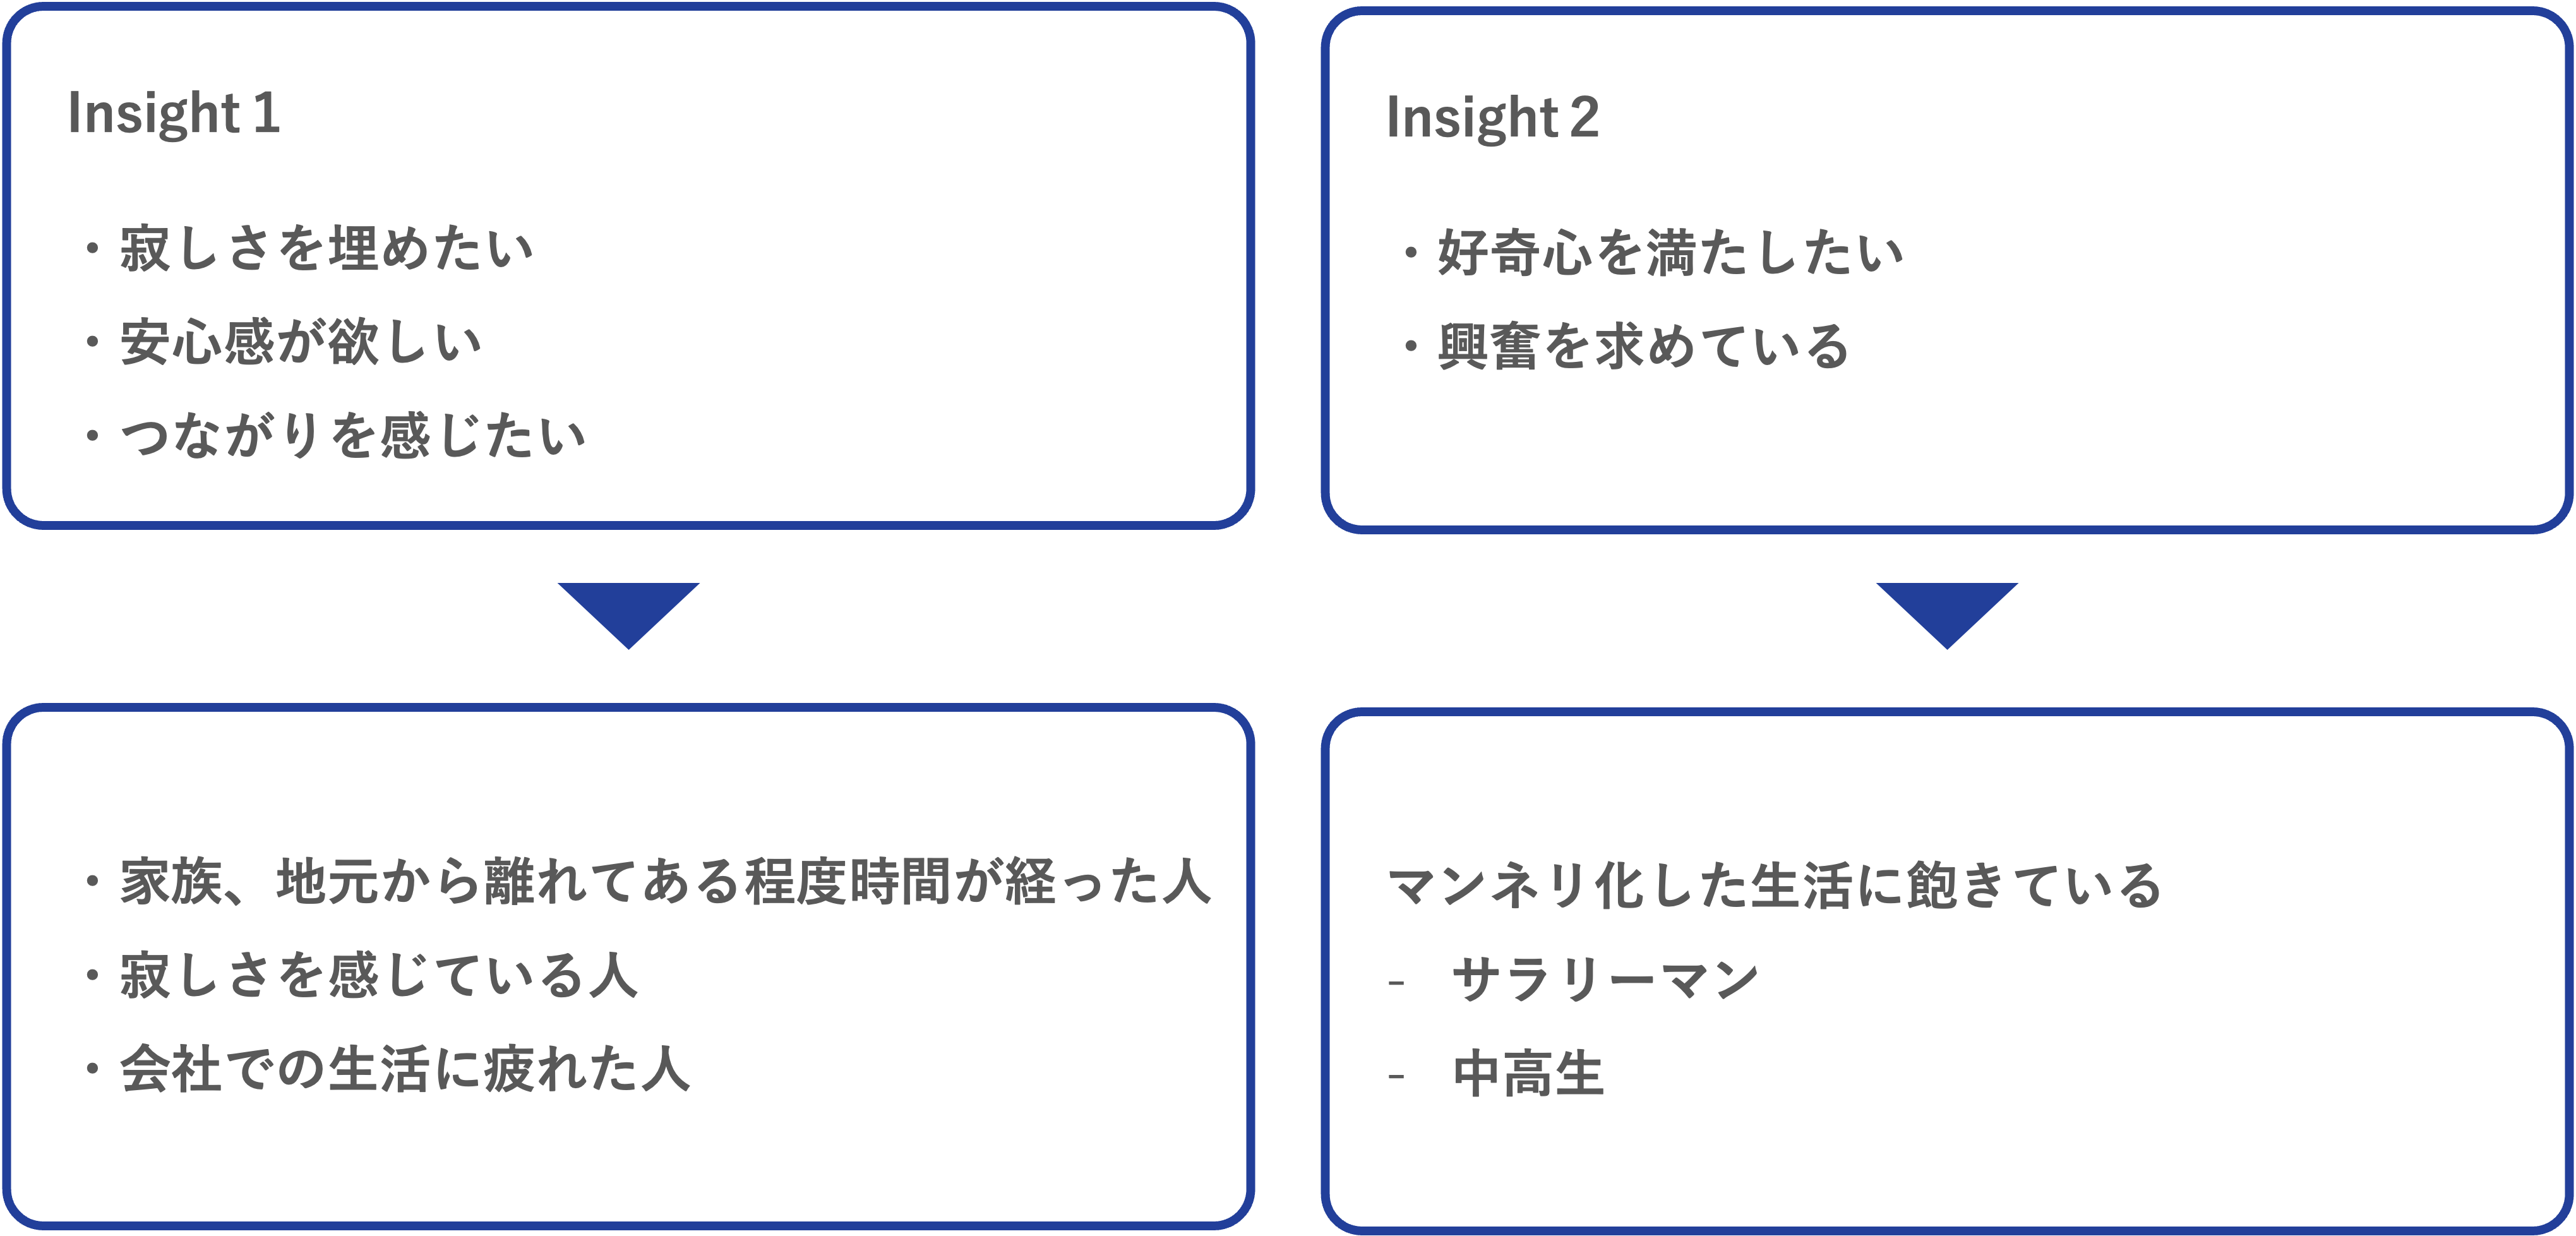 Insight 1
・寂しさを埋めたい
・安心感が欲しい
・つながりを感じたい
Insight 2
・好奇心を満たしたい
・興奮を求めている
・家族、地元から離れてある程度時間が経った人
・寂しさを感じている人
・会社での生活に疲れた人
マンネリ化した生活に飽きている
- サラリーマン
- 中高生